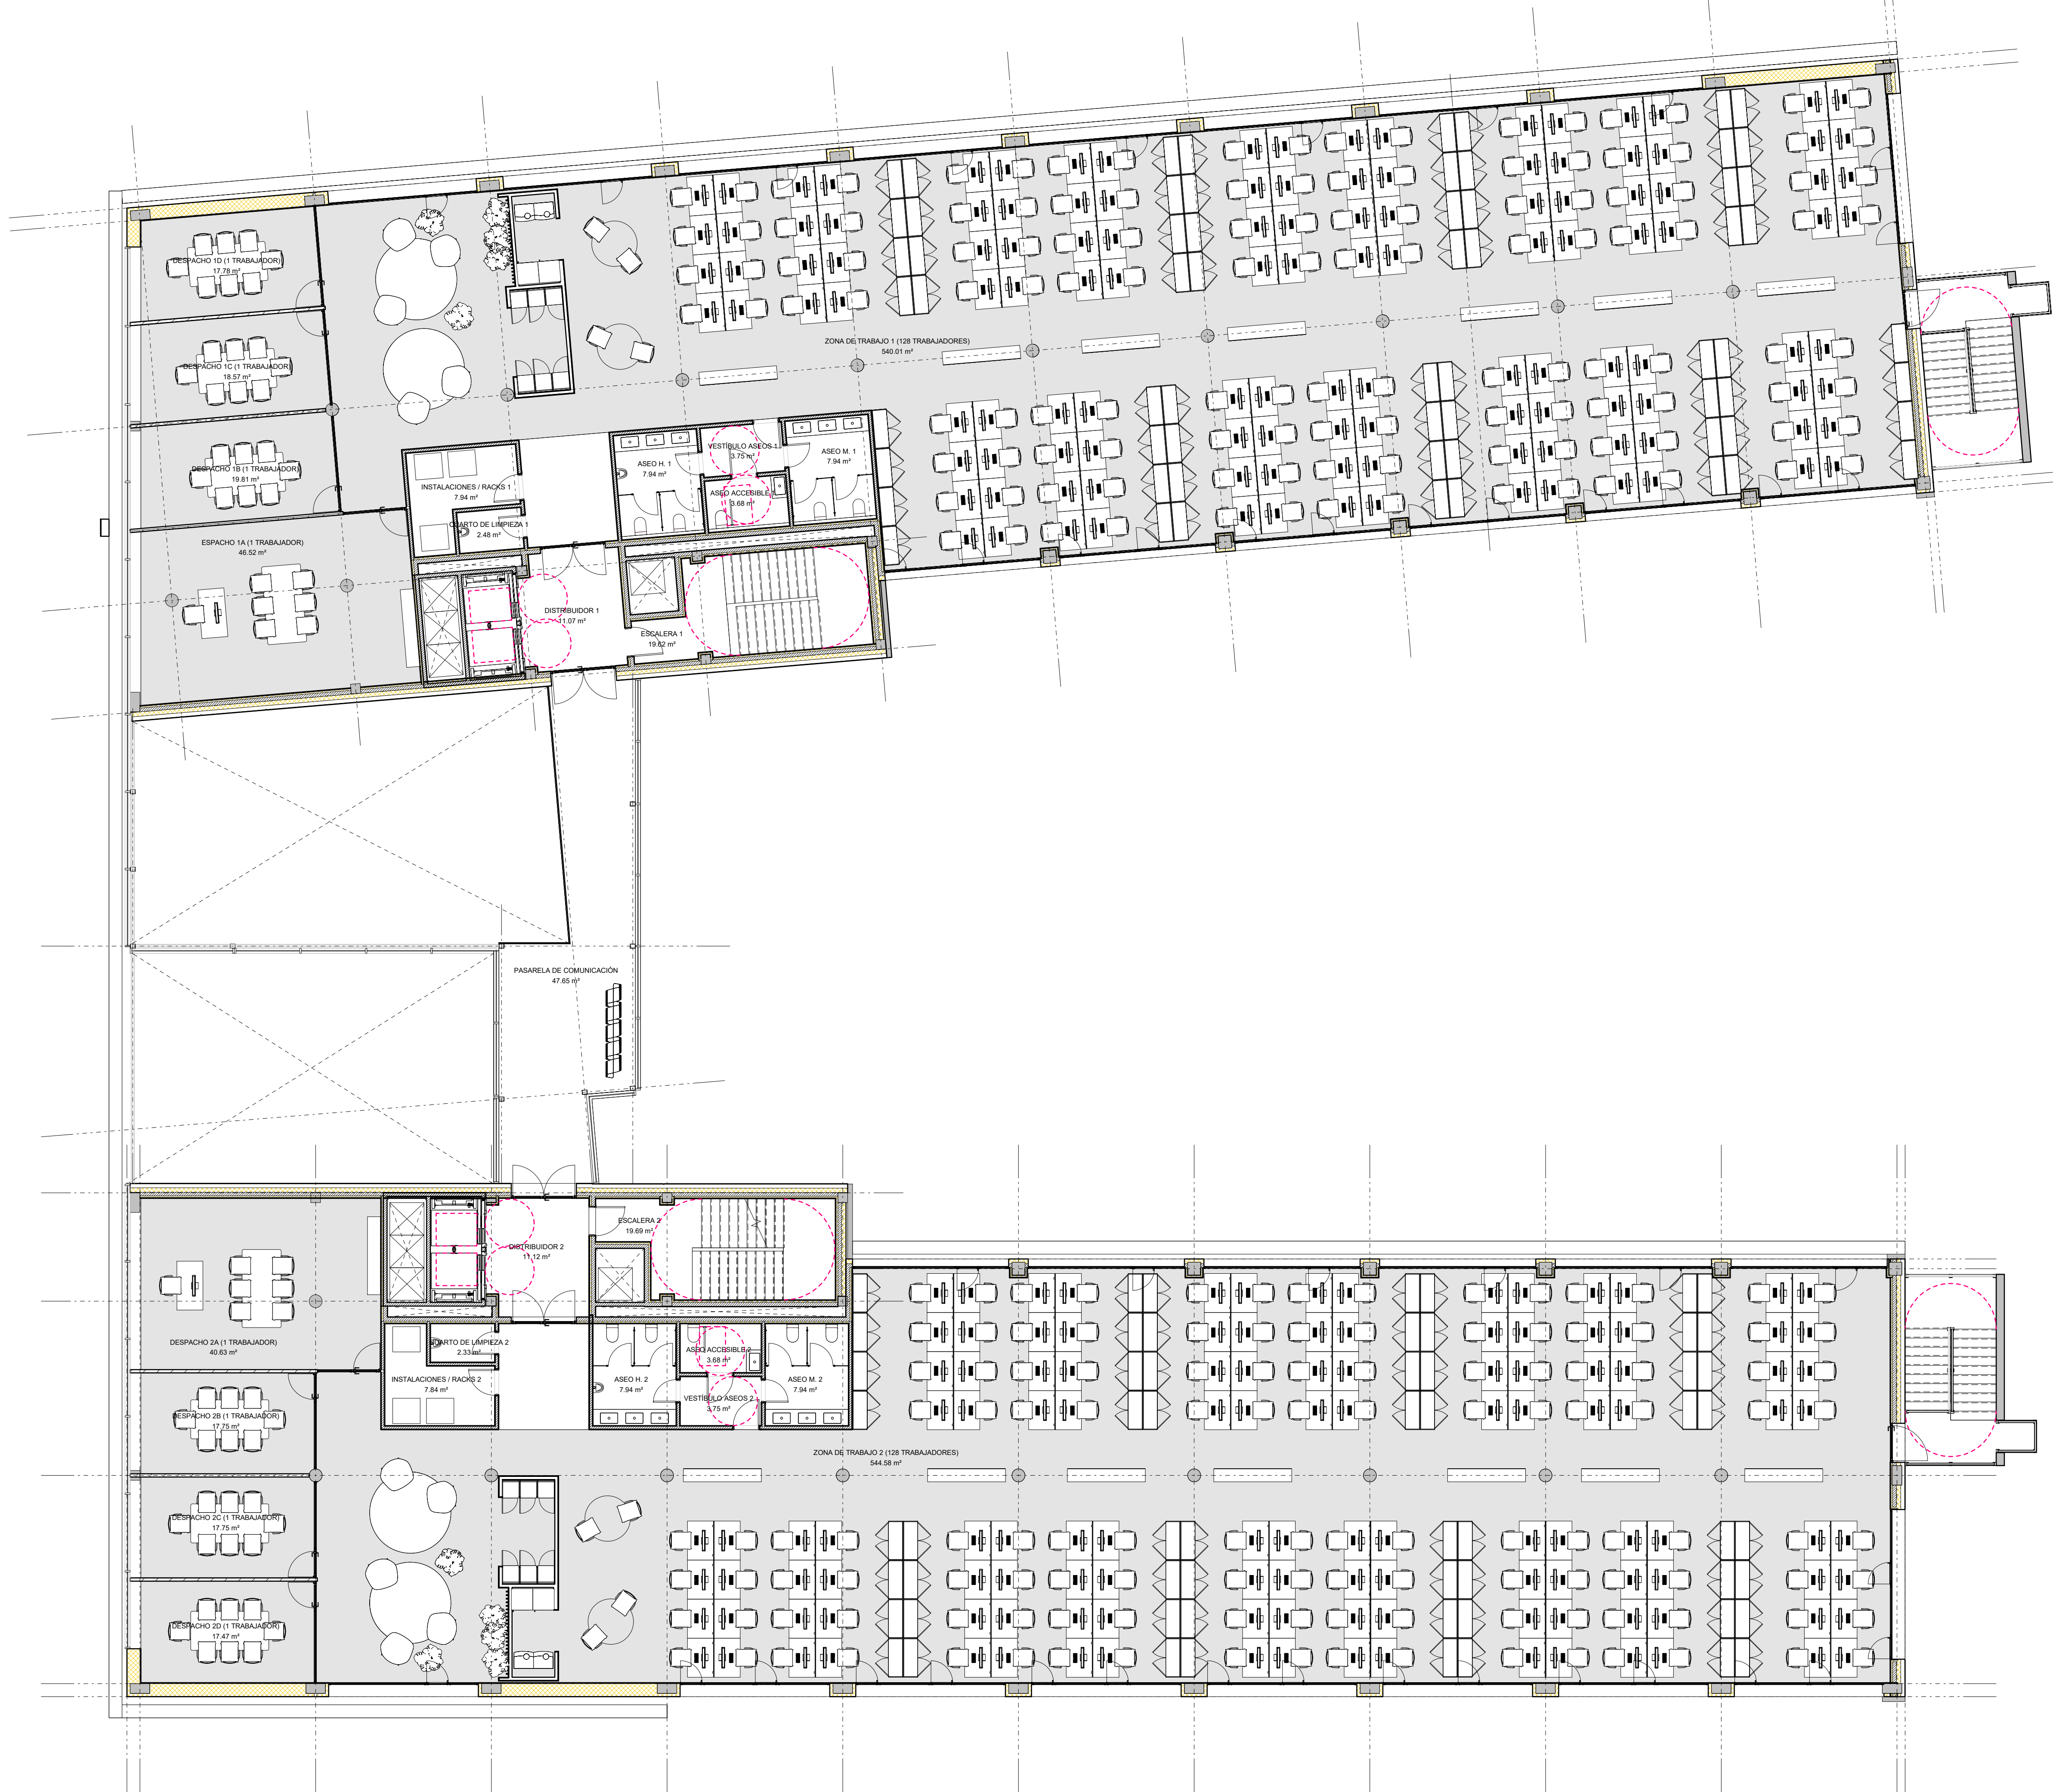 DESPACHO 1D (1 TRABAJADOR)
17.78 m²
DESPACHO 1C (1 TRABAJADOR)
18.57 m²
DESPACHO 1B (1 TRABAJADOR)
19.81 m²
ESPACHO 1A (1 TRABAJADOR)
46.52 m²
ZONA DE TRABAJO 1 (128 TRABAJADORES)
540.01 m²
INSTALACIONES / RACKS 1
7.94 m²
CUARTO DE LIMPIEZA 1
2.48 m²
ASEO H. 1
7.94 m²
VESTÍBULO ASEOS 1
3.75 m²
ASEO ACCESIBLE 1
3.68 m²
ASEO M. 1
7.94 m²
DISTRIBUIDOR 1
11.07 m²
ESCALERA 1
19.62 m²
PASARELA DE COMUNICACIÓN
47.65 m²
ESCALERA 2
19.69 m²
DISTRIBUIDOR 2
11.12 m²
DESPACHO 2A (1 TRABAJADOR)
40.63 m²
CUARTO DE LIMPIEZA 2
2.33 m²
INSTALACIONES / RACKS 2
7.84 m²
ASEO H. 2
7.94 m²
ASEO ACCESIBLE 2
3.68 m²
VESTÍBULO ASEOS 2
3.75 m²
ASEO M. 2
7.94 m²
ZONA DE TRABAJO 2 (128 TRABAJADORES)
544.58 m²
DESPACHO 2B (1 TRABAJADOR)
17.75 m²
DESPACHO 2C (1 TRABAJADOR)
17.75 m²
DESPACHO 2D (1 TRABAJADOR)
17.47 m²